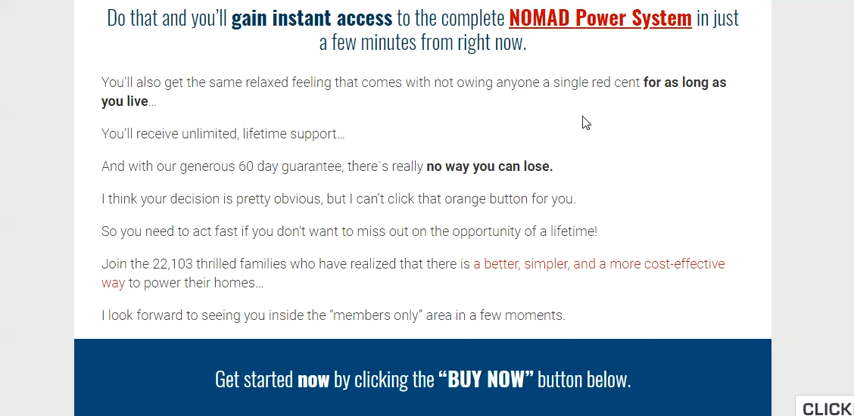 Do that and you'll gain instant access to the complete NOMAD Power System in just
a few minutes from right now.
You'll also get the same relaxed feeling that comes with not owing anyone a single red cent for as long as
you live...
You'll receive unlimited, lifetime support...
And with our generous 60 day guarantee, there`s really no way you can lose.
I think your decision is pretty obvious, but I can't click that orange button for you.
So you need to act fast if you don't want to miss out on the opportunity of a lifetime!
Join the 22,103 thrilled families who have realized that there is a better, simpler, and a more cost-effective
way to power their homes...
I look forward to seeing you inside the “members only” area in a few moments.
Get started now by clicking the “BUY NOW” button below.
CLICK